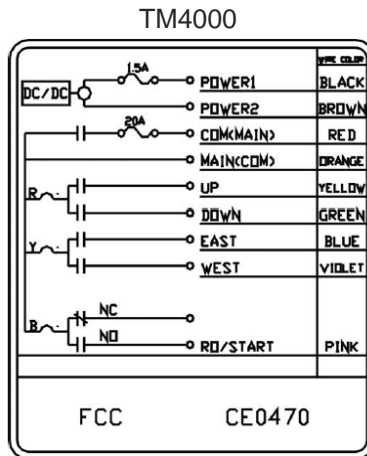 TM4000
WIRE COLOR
1.5A
DC/DC POWER1 BLACK
POWER2 BROWN
20A
COM(MAIN) RED
MAIN(COM) ORANGE
R UP YELLOW
DOWN GREEN
Y EAST BLUE
WEST VIOLET
B NC
NO RO/START PINK
FCC CE0470